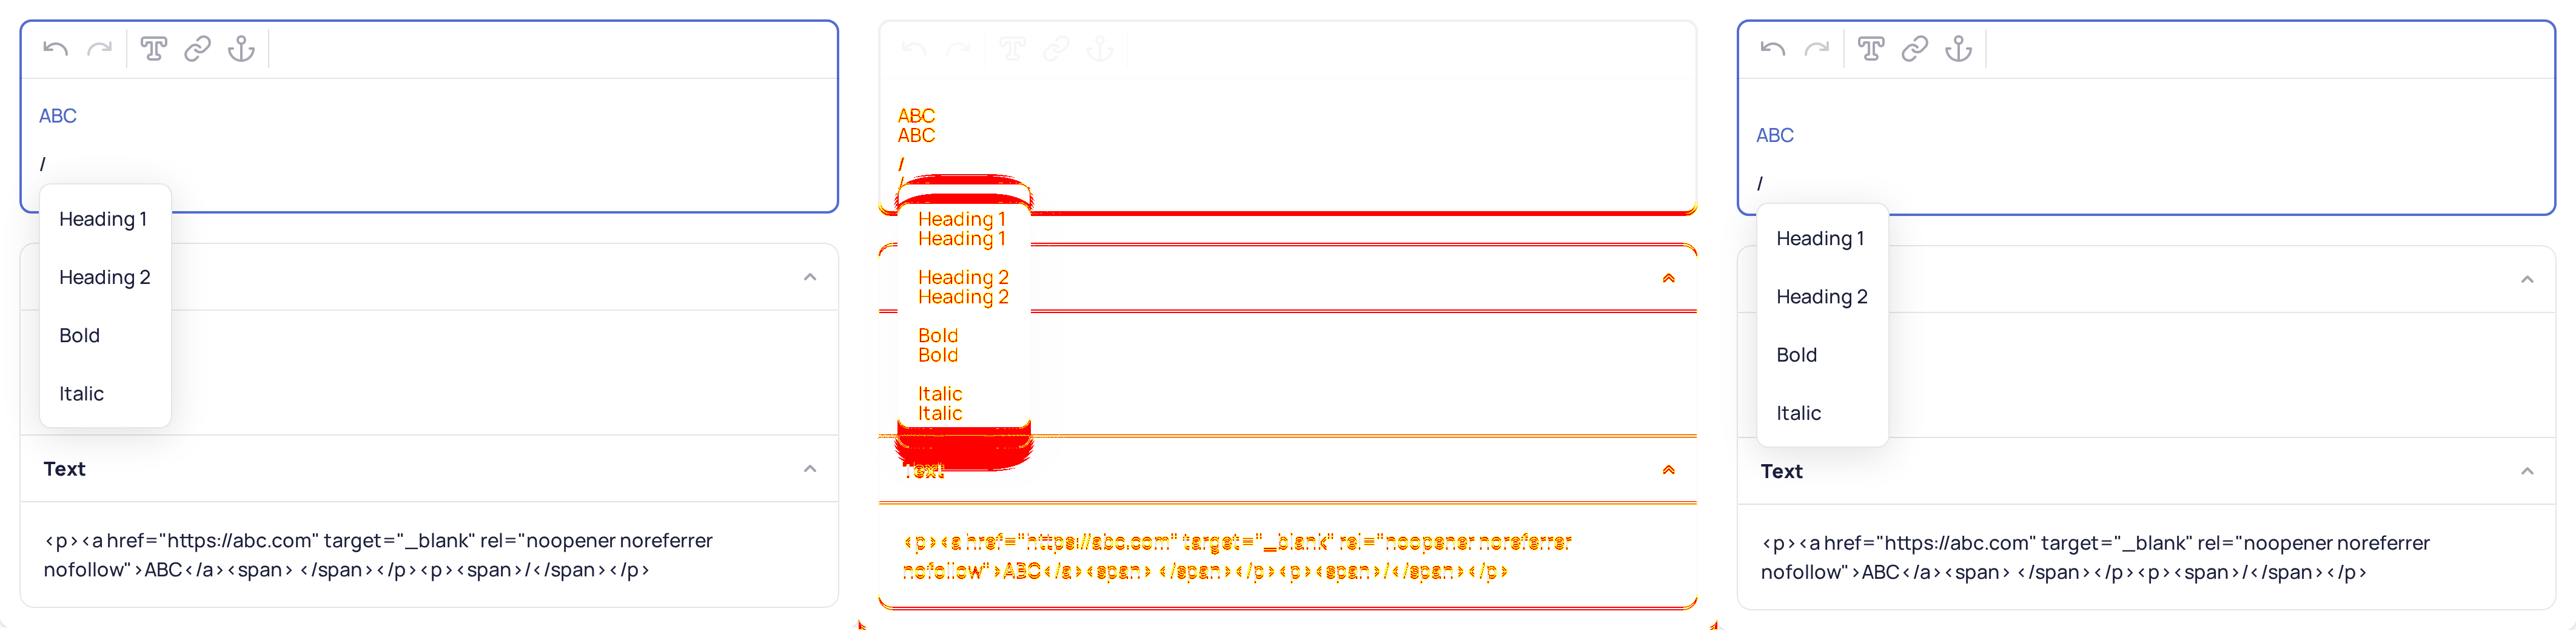 ABC
/
Heading 1
Heading 2
Bold
Italic
Text
<p><a href="https://abc.com" target="_blank" rel="noopener noreferrer
nofollow">ABC</a><span> </span></p><p><span>/</span></p>
ABC
ABC
/
/
Heading 1
Heading 1
Heading 2
Heading 2
Bold
Bold
Italic
Italic
Text
<p><a href="https://abc.com" target="_blank" rel="noopener noreferrer
nofollow">ABC</a><span> </span></p><p><span>/</span></p>
ABC
/
Heading 1
Heading 2
Bold
Italic
Text
<p><a href="https://abc.com" target="_blank" rel="noopener noreferrer
nofollow">ABC</a><span> </span></p><p><span>/</span></p>